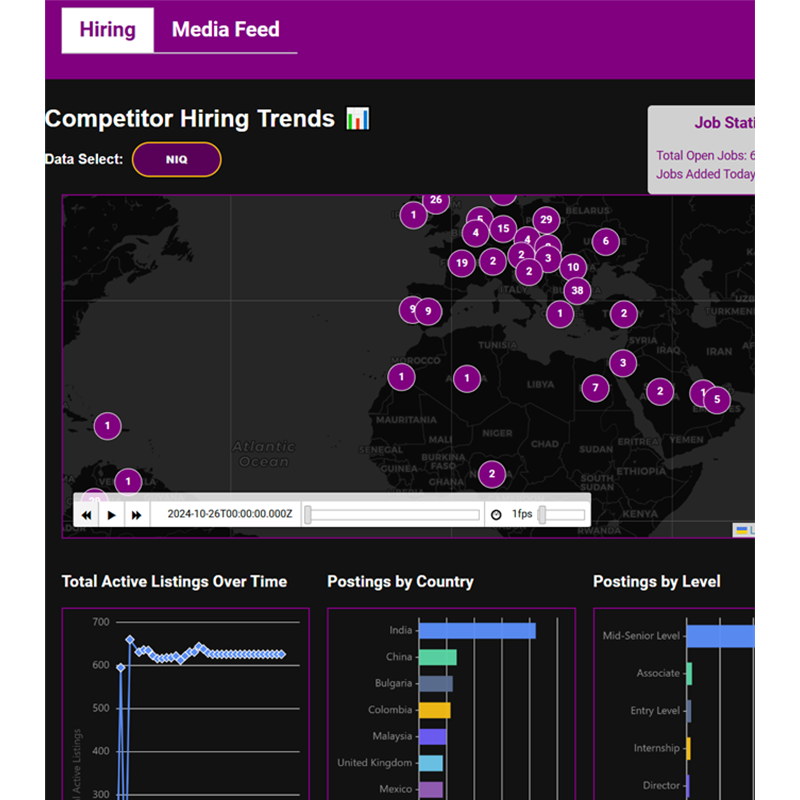 Hiring
Media Feed
Competitor Hiring Trends
Data Select:
NIQ
Job Stati
Total Open Jobs: 6
Jobs Added Today
26
1
5
4
15
29
4
6
19
2
2
2
3
10
38
9
9
1
2
BELARUS
ITALY
TUNISIA
SYRIA
IRAQ
IRAN
TURKMEN
MOROCCO
1
1
3
7
2
1
5
LIBYA
MAURITANIA
MALI
NIGER
CHAD
SUDAN
ERITREA
YEMEN
1
Atlantic
Ocean
SENEGAL
GUINEA
BURKINA
FASO
GHANA
SOUTH
SUDAN
ETHIOPIA
1
2
KENYA
RWANDA
2024-10-26T00:00:00.000Z
1fps
Total Active Listings Over Time
Postings by Country
Postings by Level
700
600
500
400
300
Active Listings
India
China
Bulgaria
Colombia
Malaysia
United Kingdom
Mexico
Mid-Senior Level
Associate
Entry Level
Internship
Director